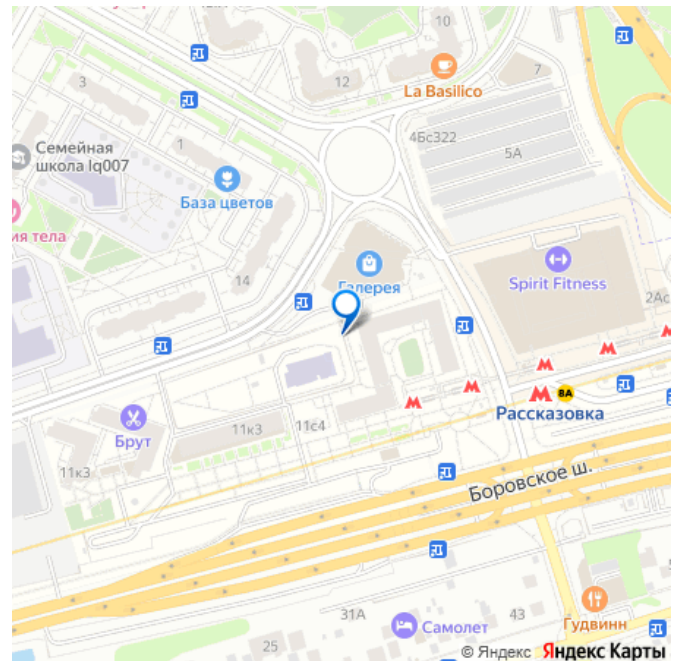 10
7
12
La Basilico
3
4Бс322
5А
1
Семейная
школа Iq007
База цветов
ия тела
Галерея
Spirit Fitness
14
2Ас
8А
Рассказовка
Брут
11к3
11с4
11к3
Боровское ш.
31А
43
Самолет
Гудвинн
25
© Яндекс Яндекс Карты